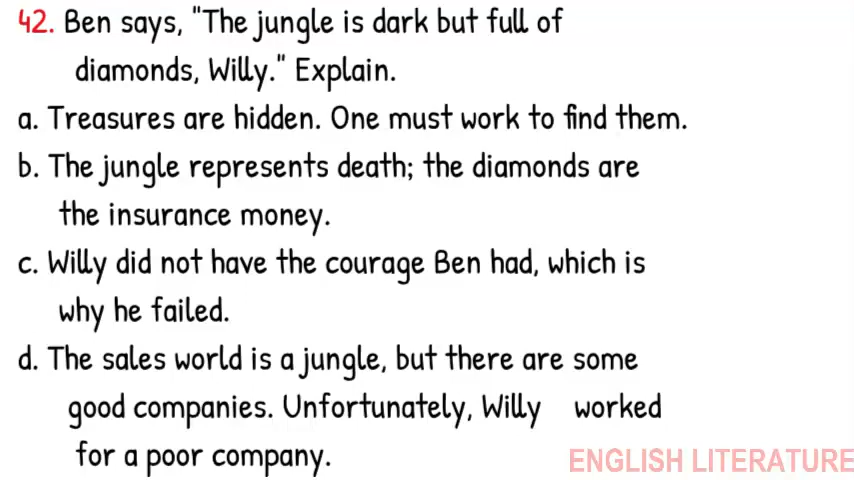 42. Ben says, "The jungle is dark but full of
diamonds, Willy." Explain.
a. Treasures are hidden. One must work to find them.
b. The jungle represents death; the diamonds are
the insurance money.
c. Willy did not have the courage Ben had, which is
why he failed.
d. The sales world is a jungle, but there are some
good companies. Unfortunately, Willy worked
for a poor company.
ENGLISH LITERATURE